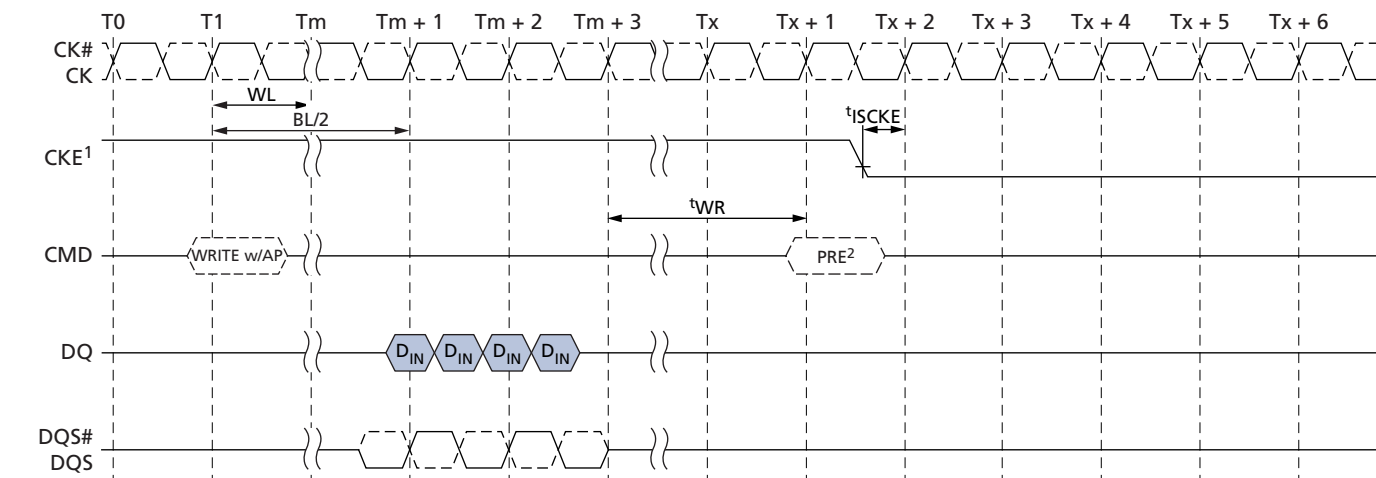 T0 T1 Tm Tm + 1 Tm + 2 Tm + 3 Tx Tx + 1 Tx + 2 Tx + 3 Tx + 4 Tx + 5 Tx + 6
CK#
CK
WL
BL/2
tISCKE
CKE1
tWR
CMD WRITE w/AP PRE2
DQ DIN DIN DIN DIN
DQS#
DQS